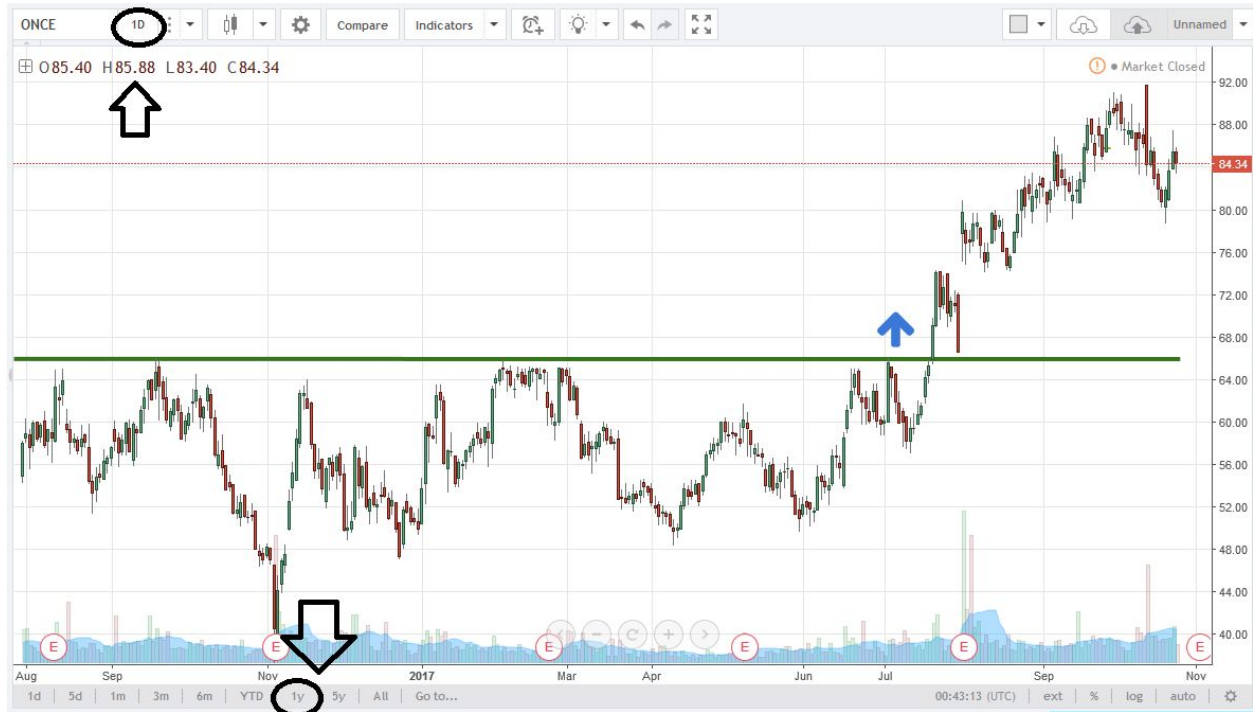 ONCE 1D Compare Indicators Unnamed
O85.40 H85.88 L83.40 C84.34
! Market Closed
92.00
88.00
84.34
80.00
76.00
72.00
68.00
64.00
60.00
56.00
52.00
48.00
44.00
40.00
E E E E E E
Aug Sep Nov 2017 Mar Apr Jun Jul Sep Nov
1d 5d 1m 3m 6m YTD 1y 5y All Go to... 00:43:13 (UTC) ext % log auto